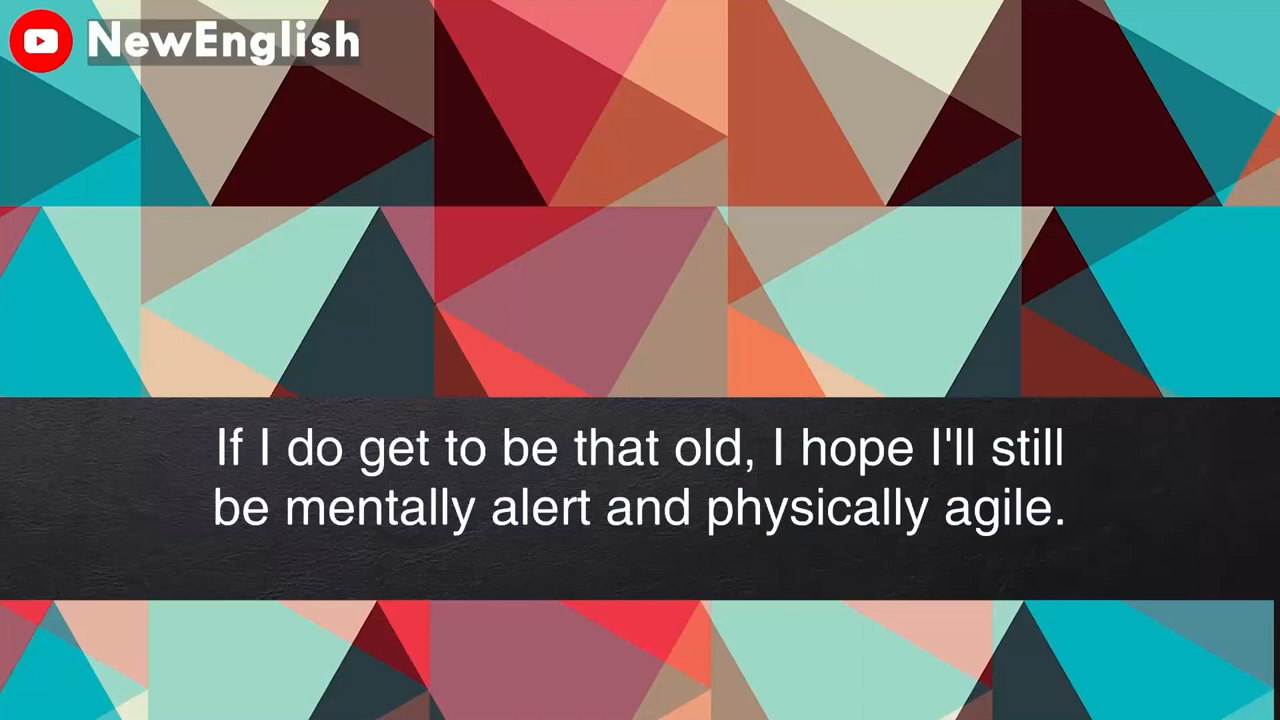 NewEnglish
If I do get to be that old, I hope I'll still
be mentally alert and physically agile.